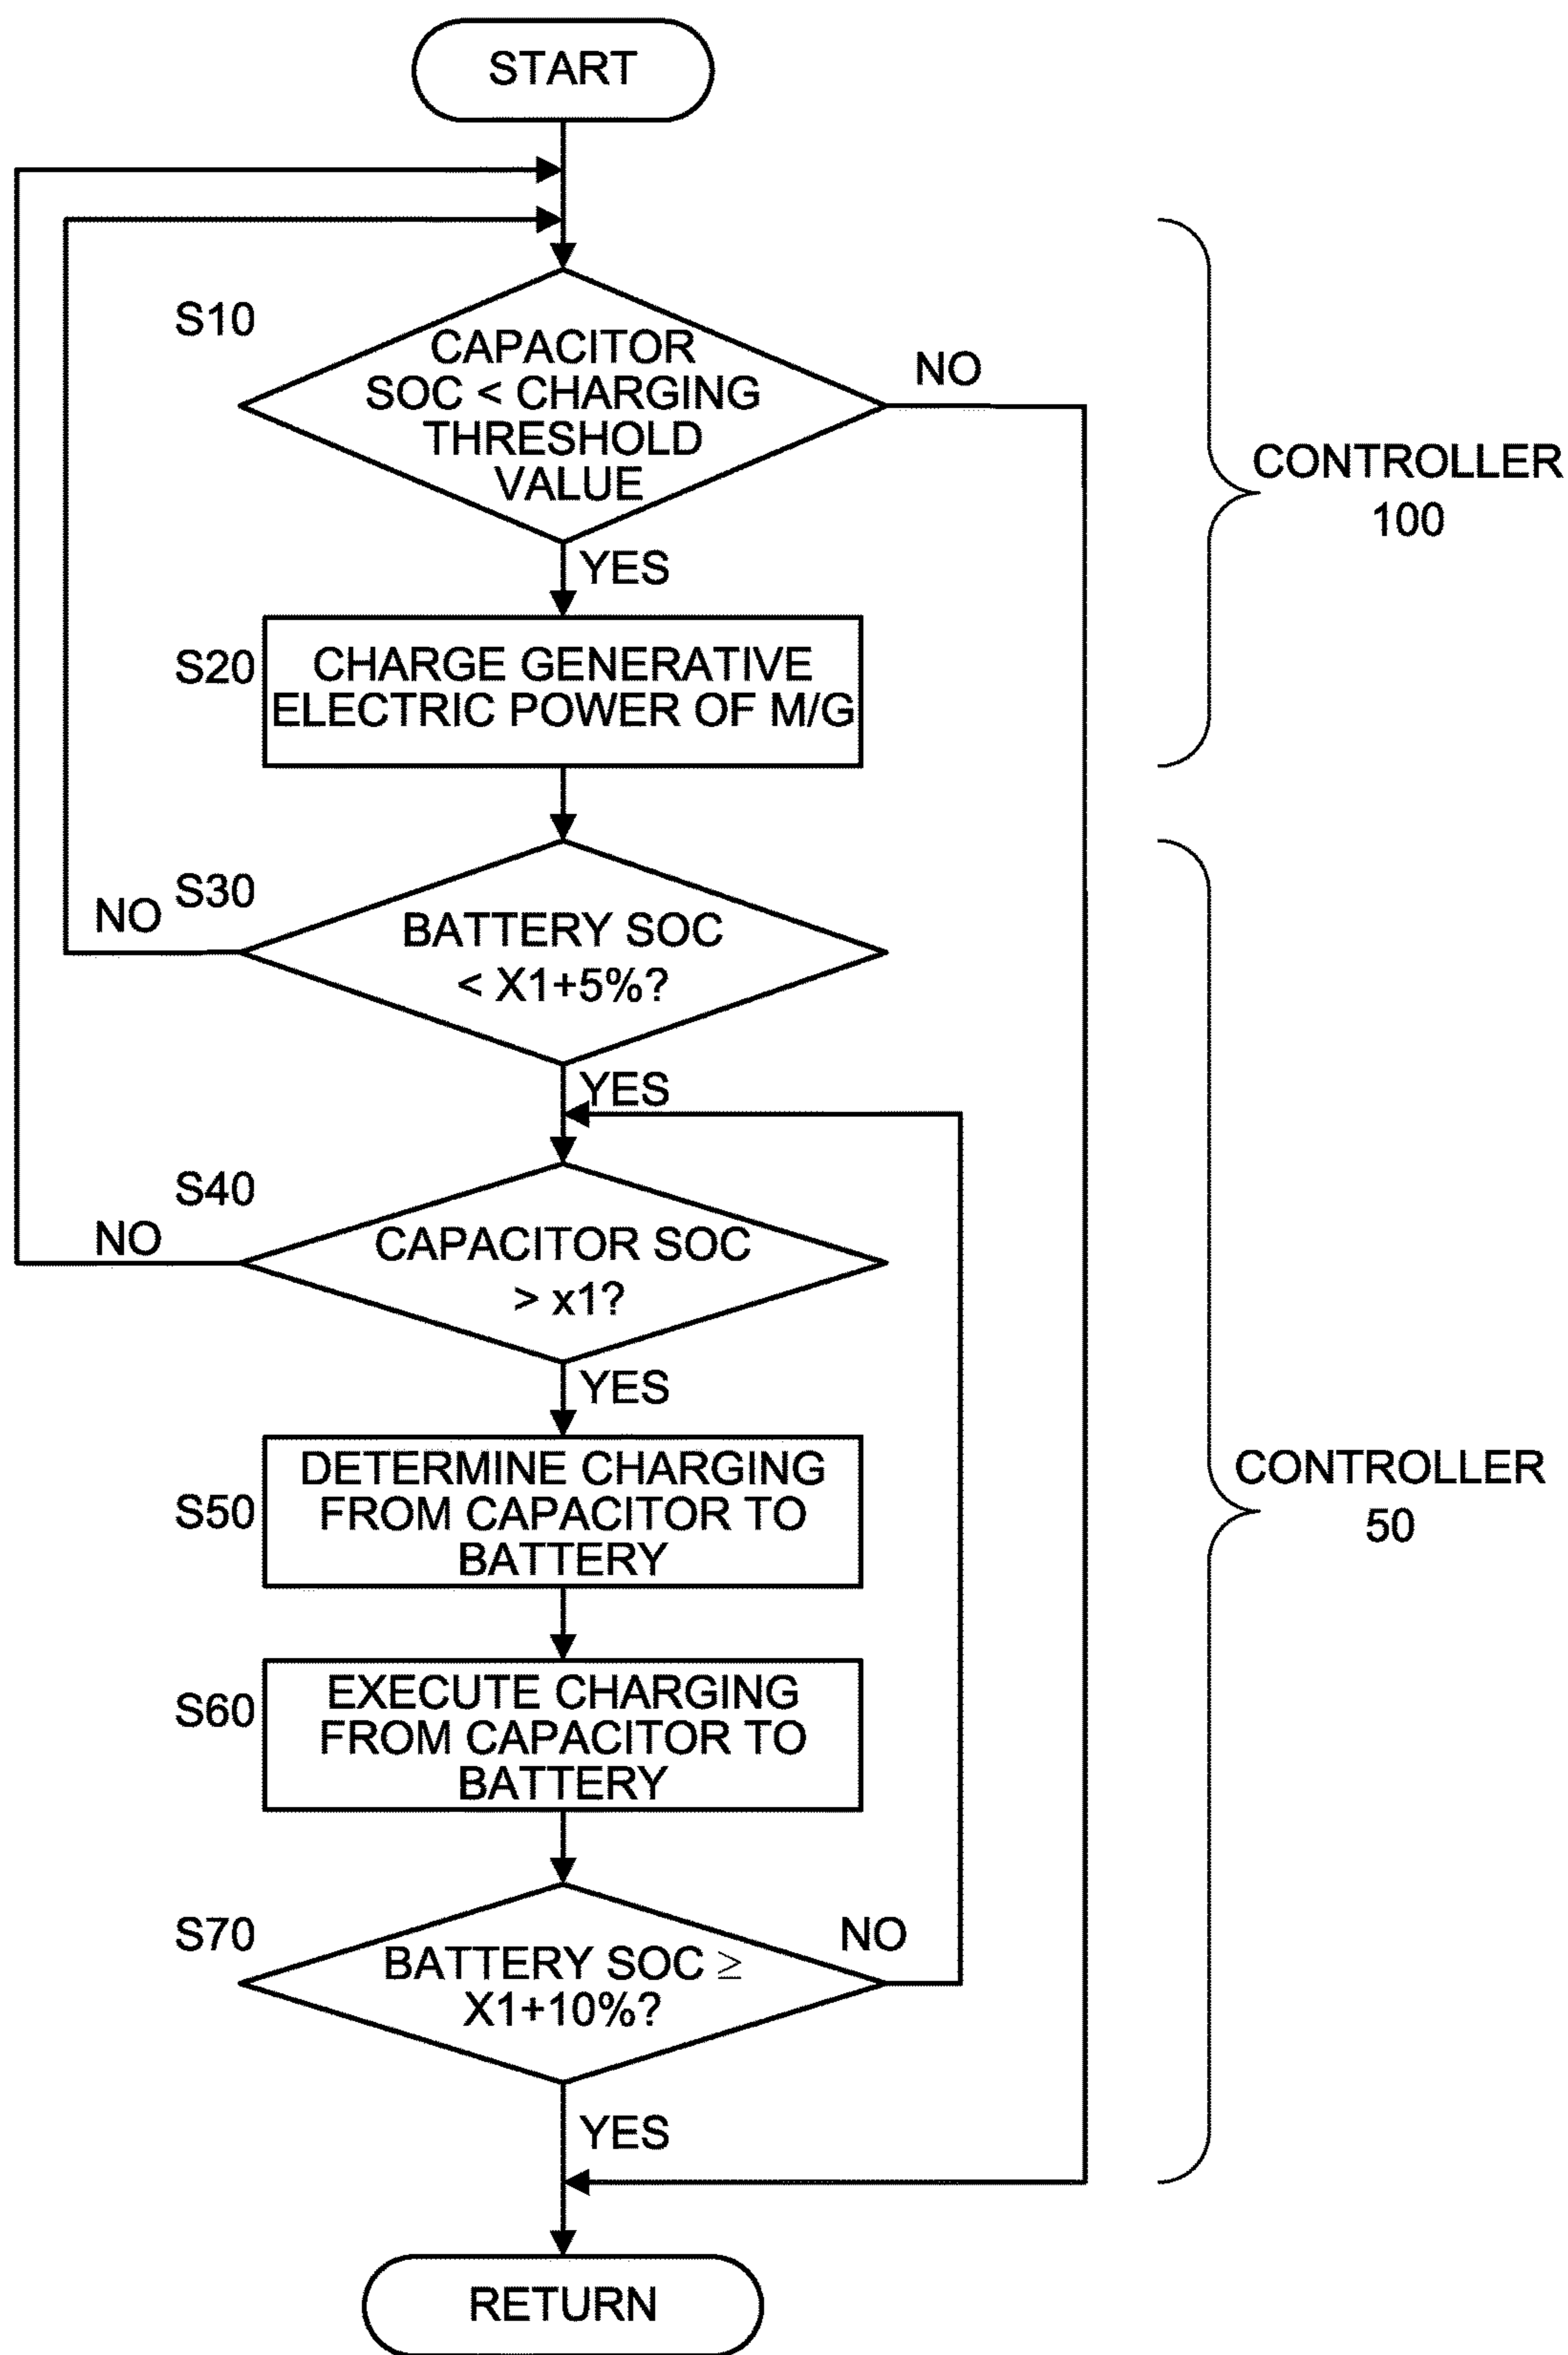 START
S10
CAPACITOR
SOC < CHARGING
THRESHOLD
VALUE
NO
YES
CONTROLLER
100
S20
CHARGE GENERATIVE
ELECTRIC POWER OF M/G
S30
NO
BATTERY SOC
< X1+5%?
YES
S40
NO
CAPACITOR SOC
> x1?
YES
S50
DETERMINE CHARGING
FROM CAPACITOR TO
BATTERY
CONTROLLER
50
S60
EXECUTE CHARGING
FROM CAPACITOR TO
BATTERY
S70
NO
BATTERY SOC ≥
X1+10%?
YES
RETURN